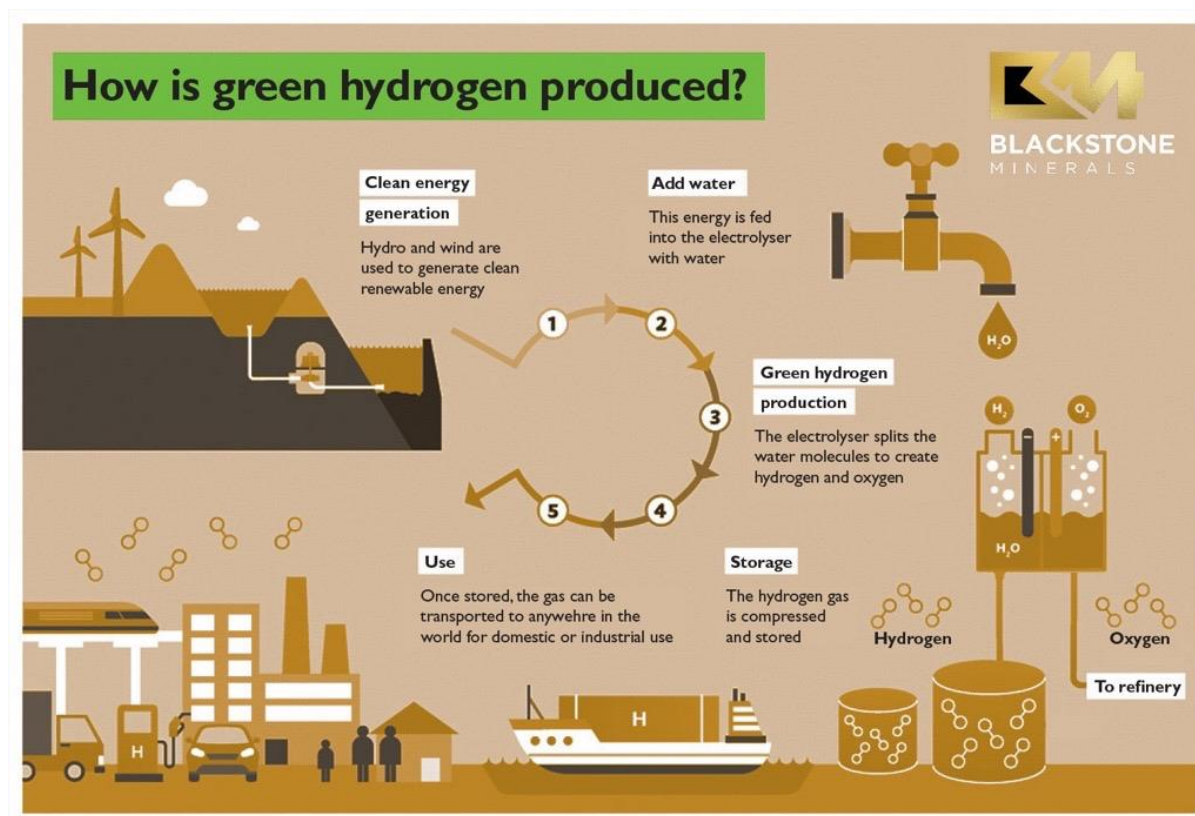 How is green hydrogen produced?
BLACKSTONE
MINERALS
Clean energy
generation
Hydro and wind are
used to generate clean
renewable energy
Add water
This energy is fed
into the electrolyser
with water
H₂O
1
2
3
4
5
Green hydrogen
production
The electrolyser splits the
water molecules to create
hydrogen and oxygen
H₂
O₂
−
+
H₂O
Use
Once stored, the gas can be
transported to anywehre in the
world for domestic or industrial use
Storage
The hydrogen gas
is compressed
and stored
Hydrogen
Oxygen
To refinery
H
H